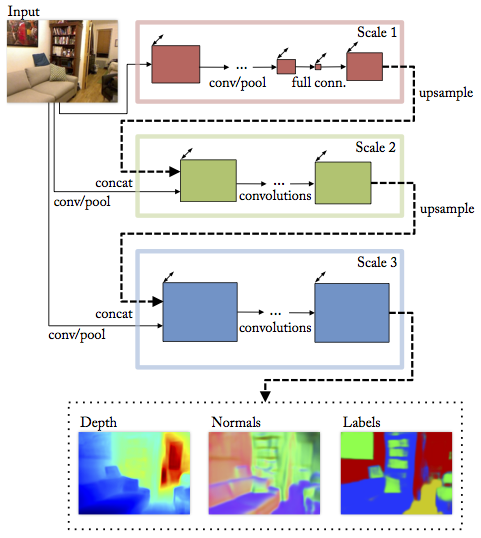 Input
Scale 1
...
conv/pool
full conn.
upsample
Scale 2
concat
...
conv/pool
convolutions
upsample
Scale 3
concat
...
convolutions
conv/pool
Depth
Normals
Labels